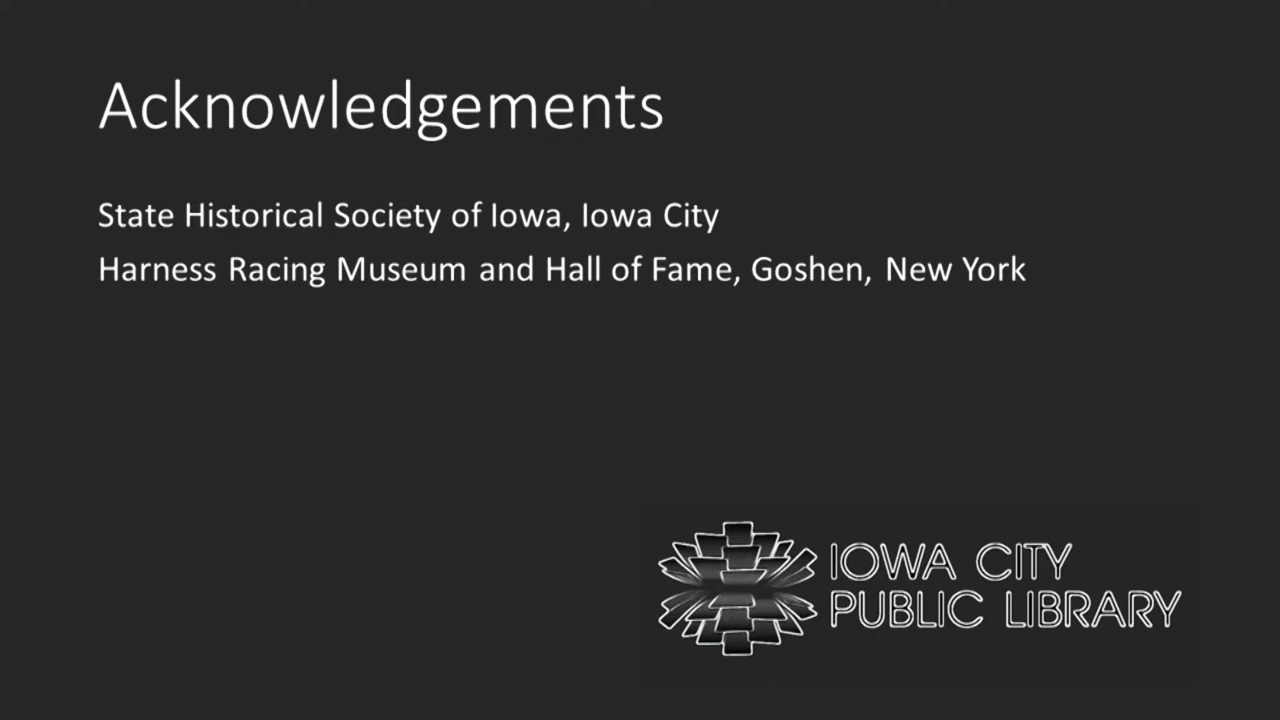 Acknowledgements
State Historical Society of Iowa, Iowa City
Harness Racing Museum and Hall of Fame, Goshen, New York
IOWA CITY
PUBLIC LIBRARY